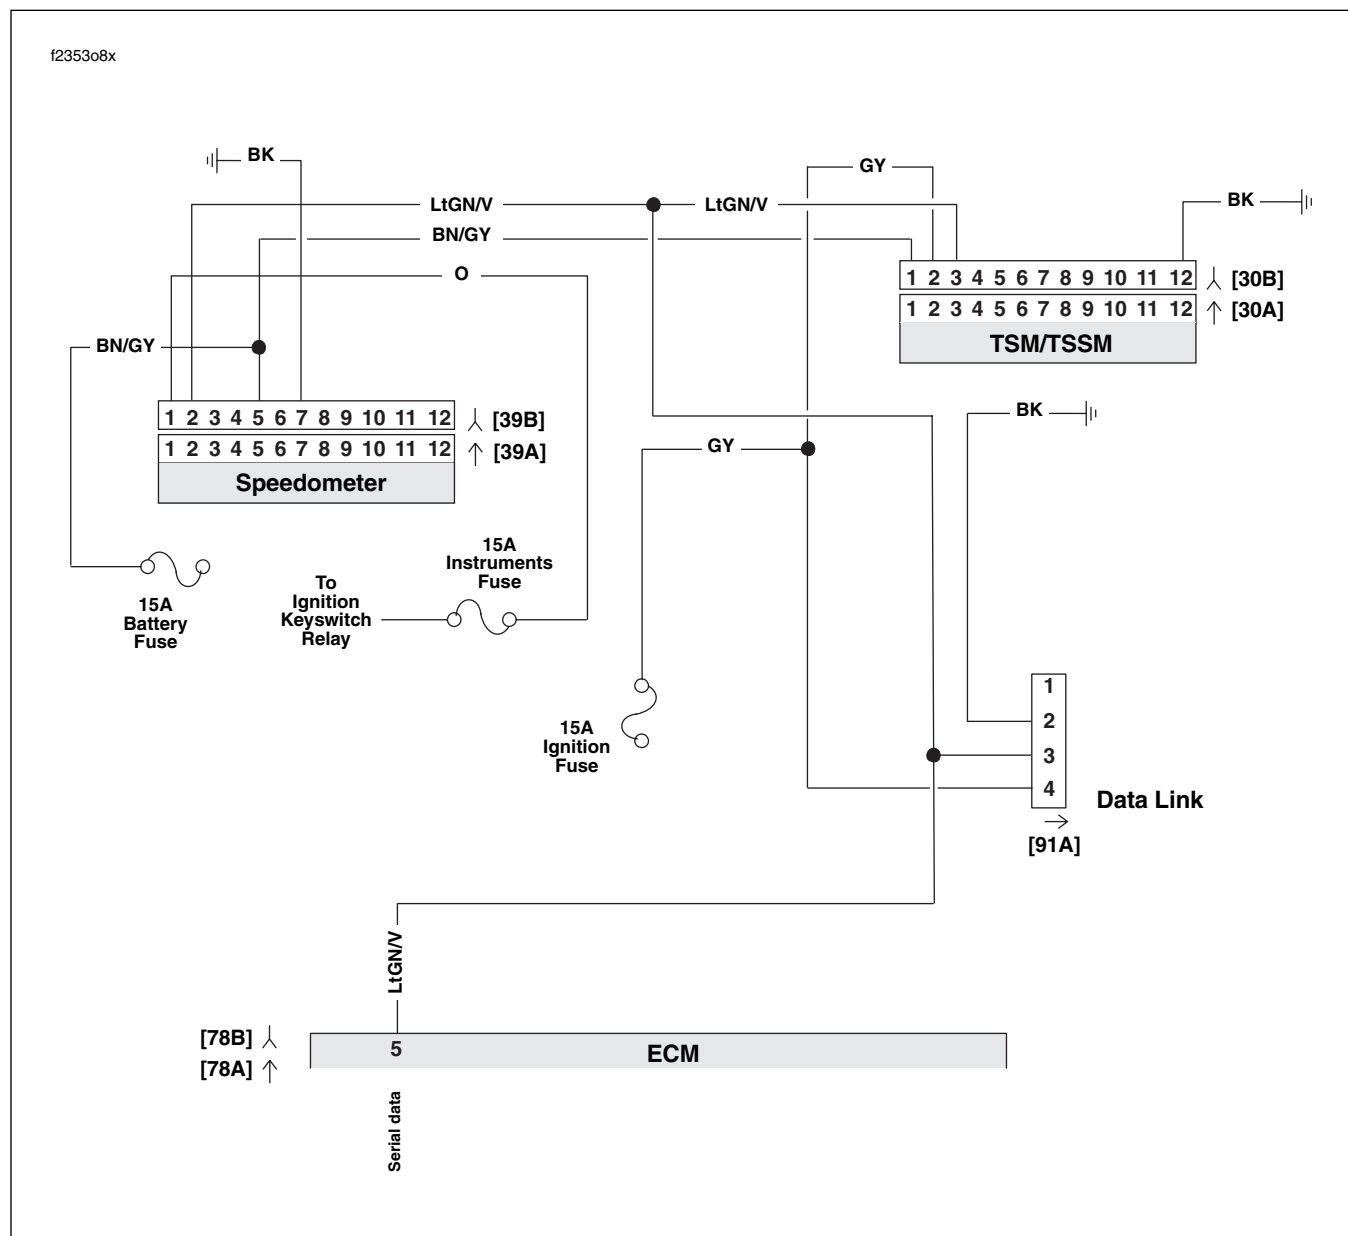 f2353o8x
BK
GY
LtGN/V
LtGN/V
BK
BN/GY
O
1 2 3 4 5 6 7 8 9 10 11 12 [30B]
1 2 3 4 5 6 7 8 9 10 11 12 [30A]
TSM/TSSM
BN/GY
1 2 3 4 5 6 7 8 9 10 11 12 [39B]
1 2 3 4 5 6 7 8 9 10 11 12 [39A]
Speedometer
BK
GY
15A
Battery
Fuse
To
Ignition
Keyswitch
Relay
15A
Instruments
Fuse
15A
Ignition
Fuse
1
2
3
4
Data Link
[91A]
LtGN/V
[78B]
[78A]
5
ECM
Serial data